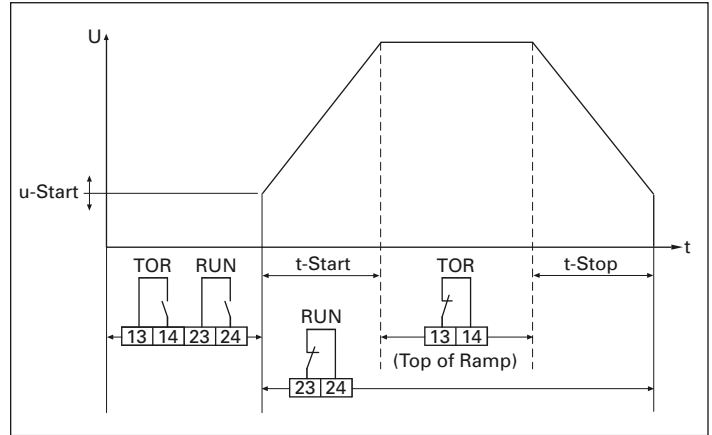 U
u-Start
t
TOR RUN
t-Start
TOR
t-Stop
13 14 23 24
RUN
13 14
(Top of Ramp)
23 24